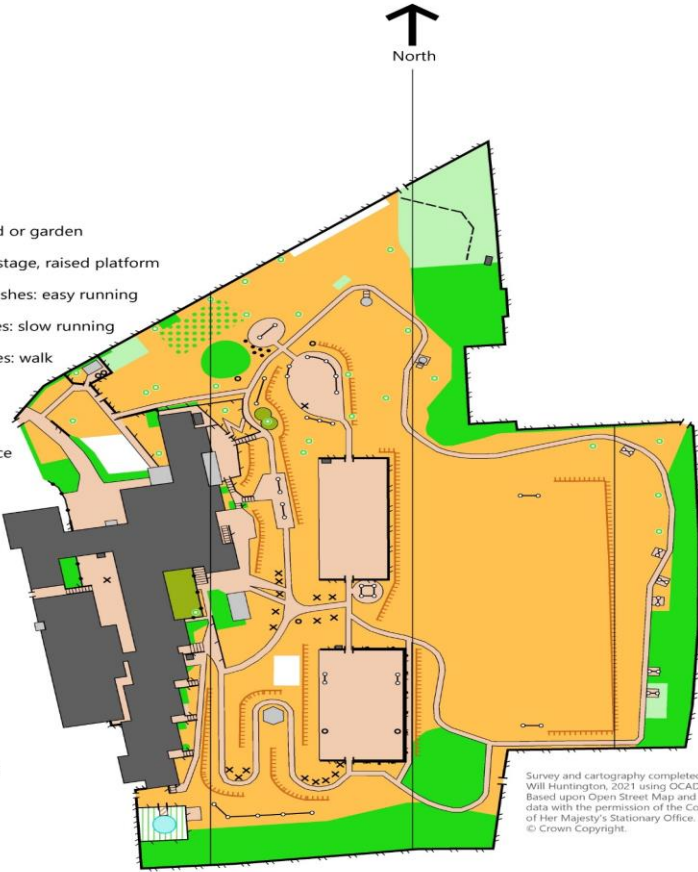 North
d or garden
stage, raised platform
shes: easy running
es: slow running
es: walk
ce
Survey and cartography completed
Will Huntington, 2021 using OCAD
Based upon Open Street Map and
data with the permission of the Co
of Her Majesty's Stationary Office.
© Crown Copyright.